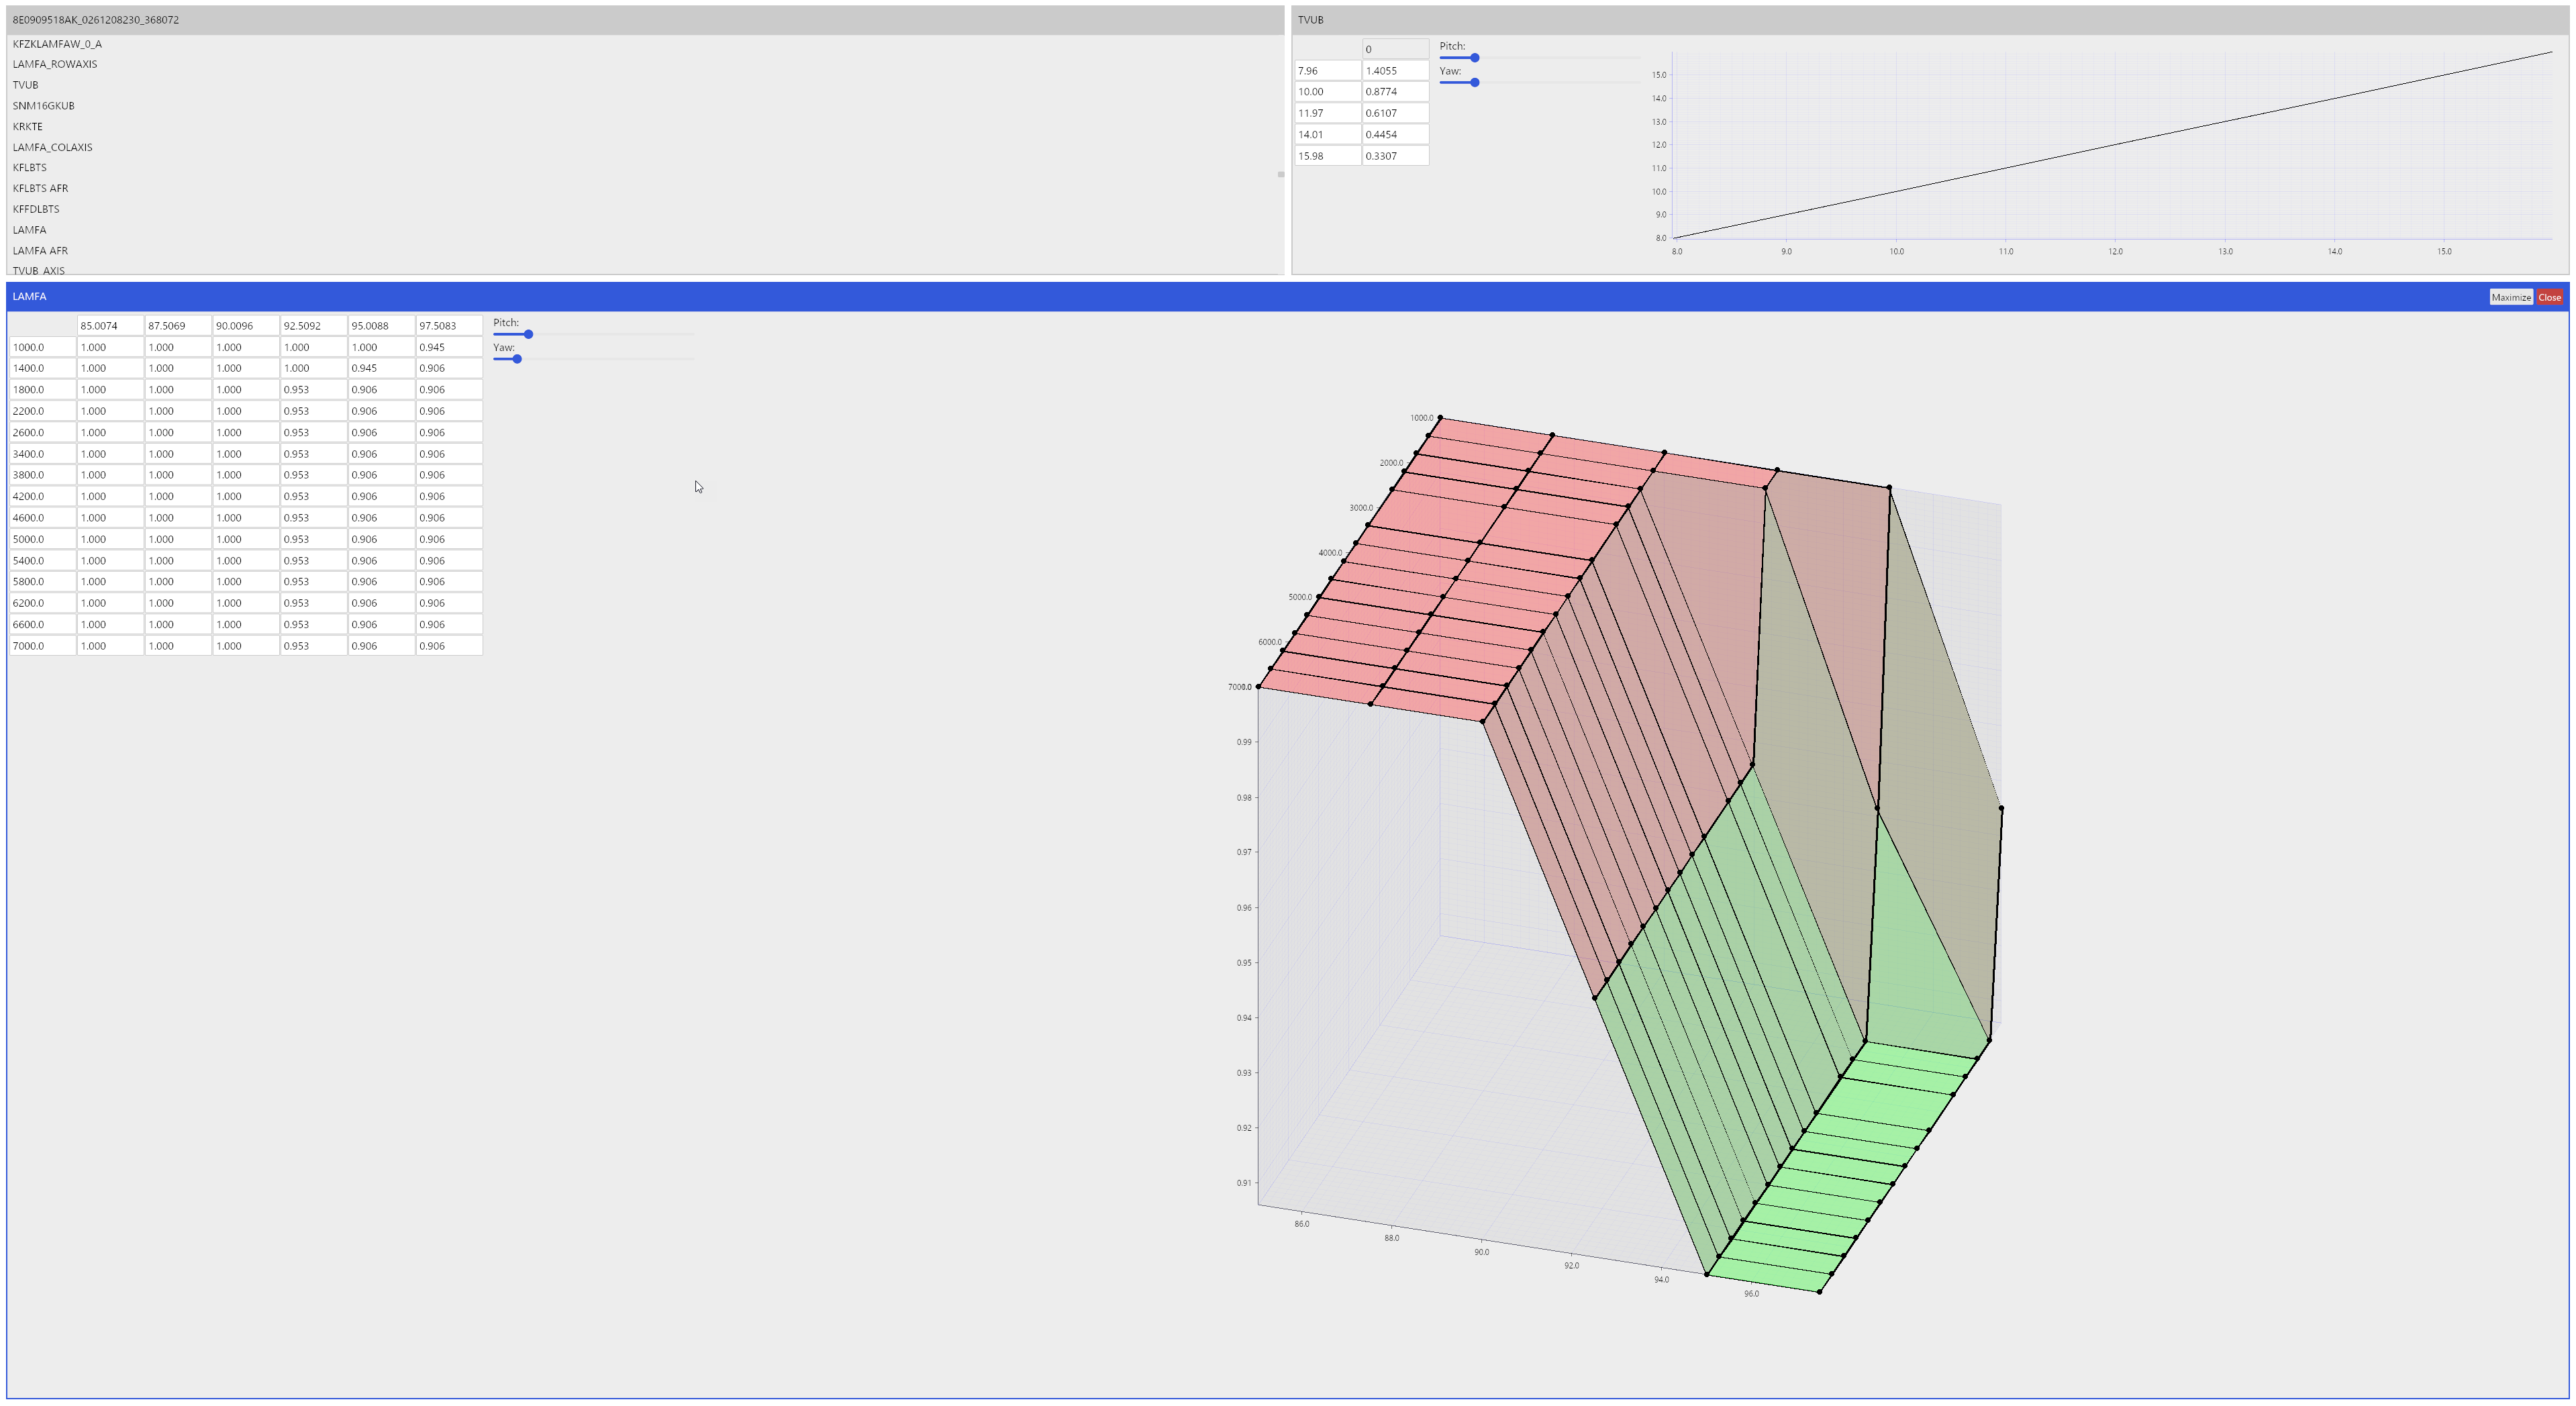 8E0909518AK_0261208230_368072
KFZKLAMFAW_0_A
LAMFA_ROWAXIS
TVUB
SNM16GKUB
KRKTE
LAMFA_COLAXIS
KFLBTS
KFLBTS AFR
KFFDLBTS
LAMFA
LAMFA AFR
TVUB_AXIS
TVUB
0
7.96 1.4055
10.00 0.8774
11.97 0.6107
14.01 0.4454
15.98 0.3307
Pitch:
Yaw:
15.0
14.0
13.0
12.0
11.0
10.0
9.0
8.0
8.0 9.0 10.0 11.0 12.0 13.0 14.0 15.0
LAMFA
Maximize Close
85.0074 87.5069 90.0096 92.5092 95.0088 97.5083
1000.0 1.000 1.000 1.000 1.000 1.000 0.945
1400.0 1.000 1.000 1.000 1.000 0.945 0.906
1800.0 1.000 1.000 1.000 0.953 0.906 0.906
2200.0 1.000 1.000 1.000 0.953 0.906 0.906
2600.0 1.000 1.000 1.000 0.953 0.906 0.906
3400.0 1.000 1.000 1.000 0.953 0.906 0.906
3800.0 1.000 1.000 1.000 0.953 0.906 0.906
4200.0 1.000 1.000 1.000 0.953 0.906 0.906
4600.0 1.000 1.000 1.000 0.953 0.906 0.906
5000.0 1.000 1.000 1.000 0.953 0.906 0.906
5400.0 1.000 1.000 1.000 0.953 0.906 0.906
5800.0 1.000 1.000 1.000 0.953 0.906 0.906
6200.0 1.000 1.000 1.000 0.953 0.906 0.906
6600.0 1.000 1.000 1.000 0.953 0.906 0.906
7000.0 1.000 1.000 1.000 0.953 0.906 0.906
Pitch:
Yaw:
1000.0
2000.0
3000.0
4000.0
5000.0
6000.0
0.99
0.98
0.97
0.96
0.95
0.94
0.93
0.92
0.91
86.0
88.0
90.0
92.0
94.0
96.0